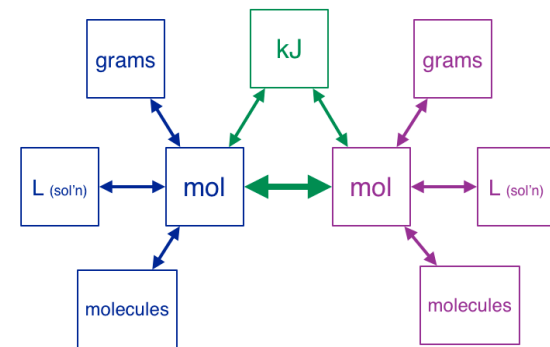 kJ
grams
grams
L (sol'n)
mol
mol
L (sol'n)
molecules
molecules